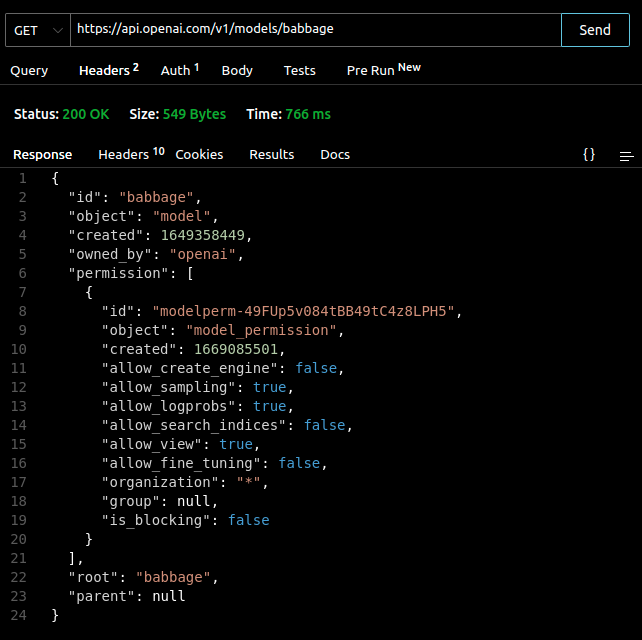 GET https://api.openai.com/v1/models/babbage Send
Query Headers 2 Auth 1 Body Tests Pre Run New
Status: 200 OK Size: 549 Bytes Time: 766 ms
Response Headers 10 Cookies Results Docs {}
1 {
2 "id": "babbage",
3 "object": "model",
4 "created": 1649358449,
5 "owned_by": "openai",
6 "permission": [
7 {
8 "id": "modelperm-49FUp5v084tBB49tC4z8LPH5",
9 "object": "model_permission",
10 "created": 1669085501,
11 "allow_create_engine": false,
12 "allow_sampling": true,
13 "allow_logprobs": true,
14 "allow_search_indices": false,
15 "allow_view": true,
16 "allow_fine_tuning": false,
17 "organization": "*",
18 "group": null,
19 "is_blocking": false
20 }
21 ],
22 "root": "babbage",
23 "parent": null
24 }